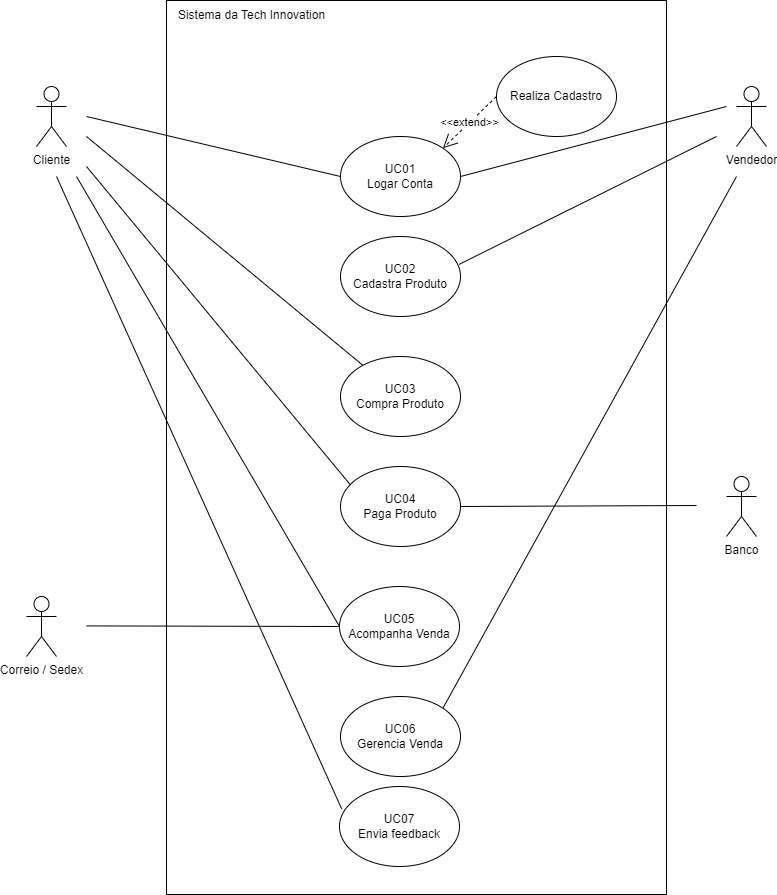 Sistema da Tech Innovation
Realiza Cadastro
<<extend>>
Cliente
Vendedor
UC01
Logar Conta
UC02
Cadastra Produto
UC03
Compra Produto
UC04
Paga Produto
Banco
UC05
Acompanha Venda
Correio / Sedex
UC06
Gerencia Venda
UC07
Envia feedback